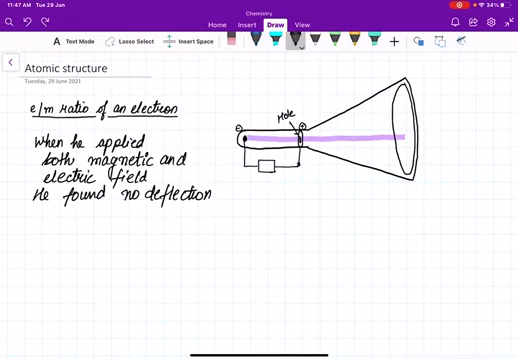 11:47 AM Tue 29 Jun
Chemistry
Home Insert Draw View
A Text Mode Lasso Select Insert Space
Atomic structure
Tuesday, 29 June 2021
e/m ratio of an electron
Hole
When he applied
both magnetic and
electric field
He found no deflection